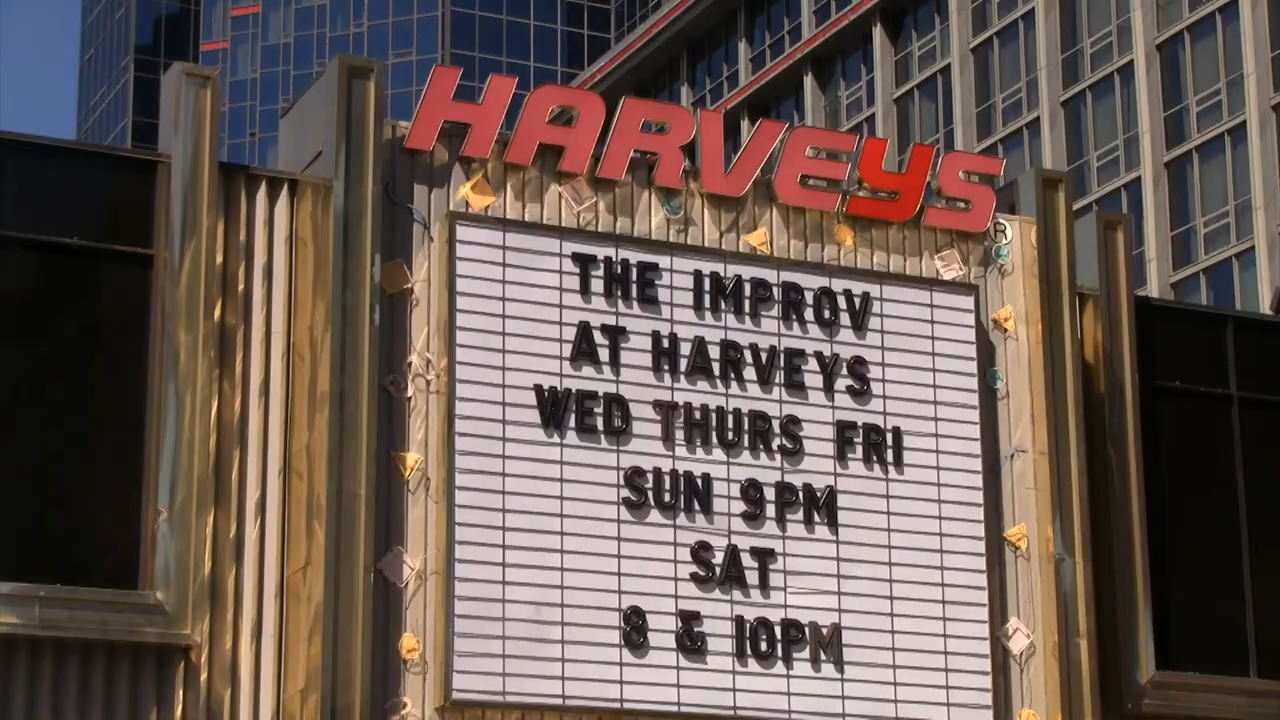 HARVEYS
®
THE IMPROV
AT HARVEYS
WED THURS FRI
SUN 9PM
SAT
8 & 10PM